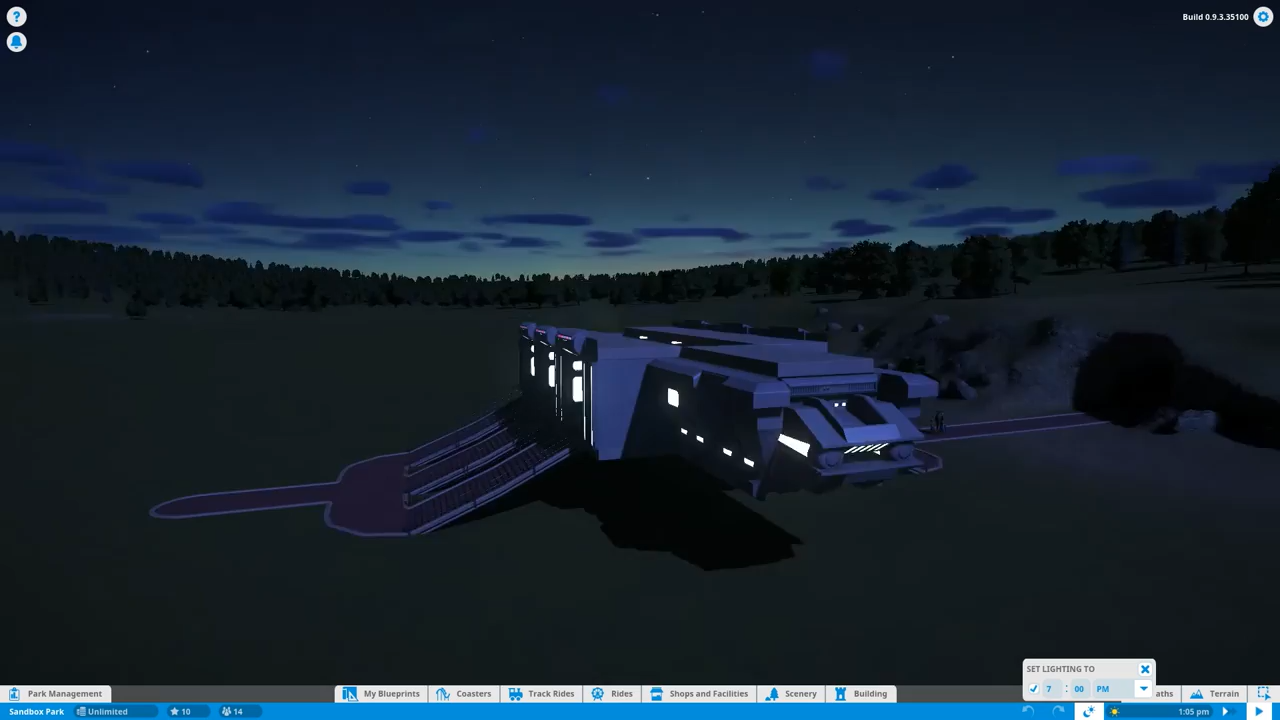 ?
Build 0.9.3.35100
SET LIGHTING TO
7 : 00 PM
Park Management
My Blueprints
Coasters
Track Rides
Rides
Shops and Facilities
Scenery
Building
aths
Terrain
Sandbox Park
Unlimited
10
14
1:05 pm